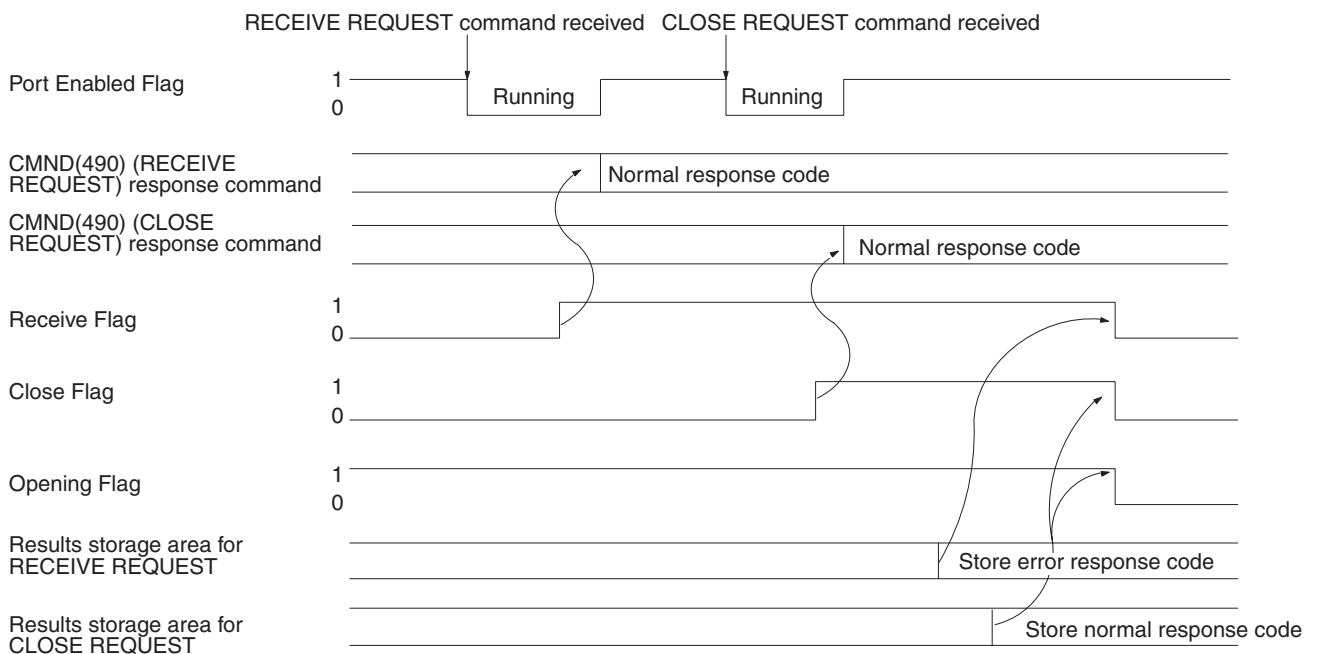 RECEIVE REQUEST command received CLOSE REQUEST command received
Port Enabled Flag
1
0
Running
Running
CMND(490) (RECEIVE
REQUEST) response command
Normal response code
CMND(490) (CLOSE
REQUEST) response command
Normal response code
Receive Flag
1
0
Close Flag
1
0
Opening Flag
1
0
Results storage area for
RECEIVE REQUEST
Store error response code
Results storage area for
CLOSE REQUEST
Store normal response code